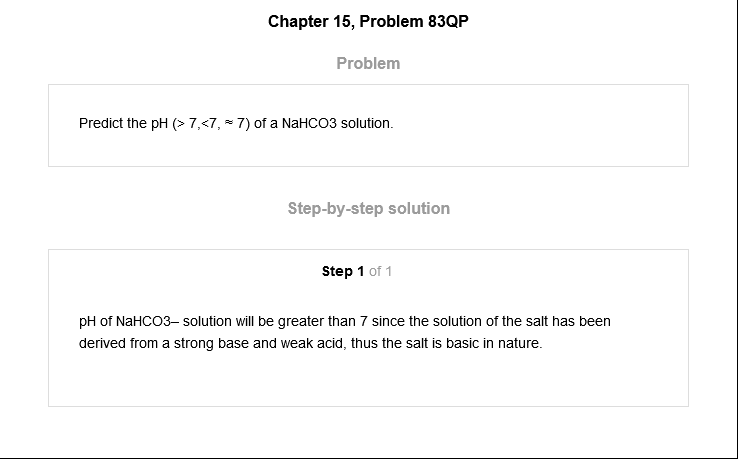 Chapter 15, Problem 83QP
Problem
Predict the pH (> 7,<7, ≈ 7) of a NaHCO3 solution.
Step-by-step solution
Step 1 of 1
pH of NaHCO3– solution will be greater than 7 since the solution of the salt has been
derived from a strong base and weak acid, thus the salt is basic in nature.